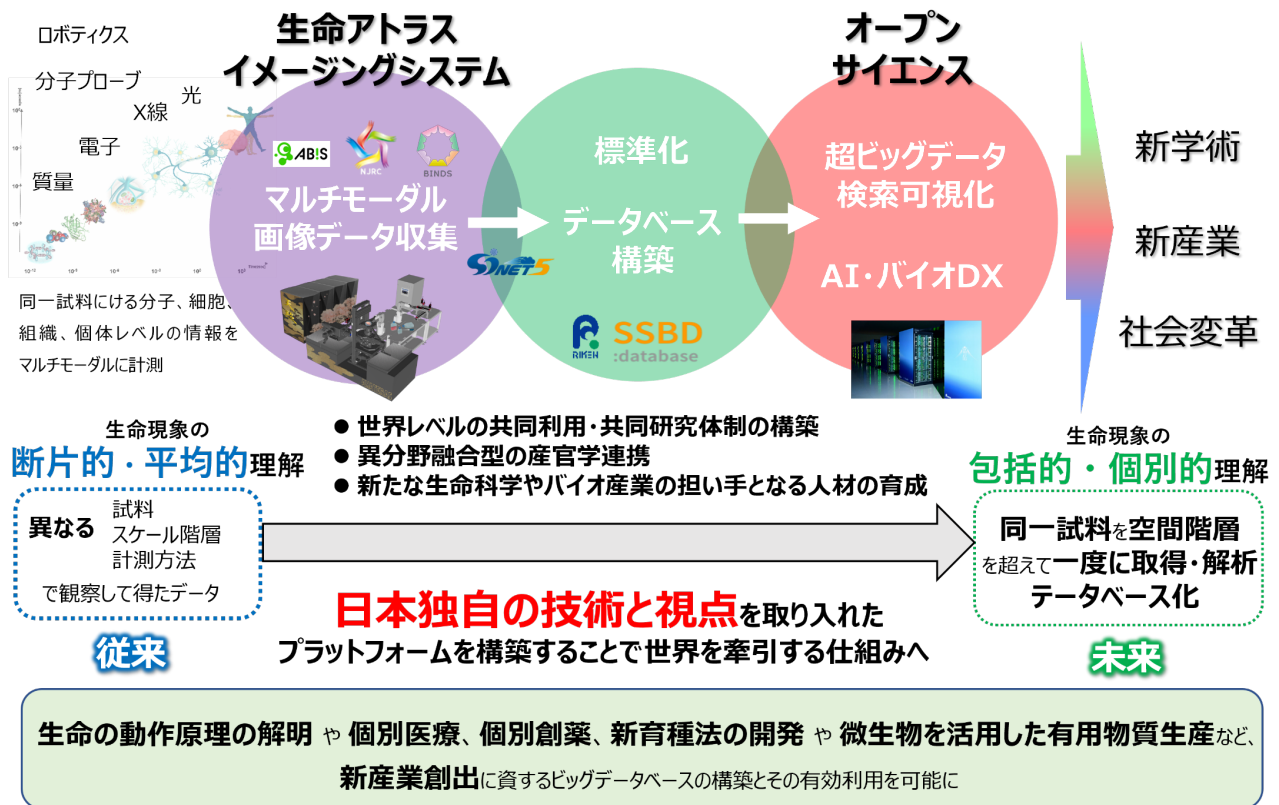 ロボティクス
分子プローブ
X線
光
電子
質量
生命アトラス
イメージングシステム
オープン
サイエンス
ABiS
NJRC
BINDS
マルチモーダル
画像データ収集
標準化
データベース
構築
SINET5
RIKEN
SSBD
:database
超ビッグデータ
検索可視化
AI・バイオDX
新学術
新産業
社会変革
同一試料にける分子、細胞、
組織、個体レベルの情報を
マルチモーダルに計測
生命現象の
断片的・平均的理解
異なる
試料
スケール階層
計測方法
で観察して得たデータ
従来
● 世界レベルの共同利用・共同研究体制の構築
● 異分野融合型の産官学連携
● 新たな生命科学やバイオ産業の担い手となる人材の育成
日本独自の技術と視点を取り入れた
プラットフォームを構築することで世界を牽引する仕組みへ
生命現象の
包括的・個別的理解
同一試料を空間階層
を超えて一度に取得・解析
テータベース化
未来
生命の動作原理の解明 や 個別医療、個別創薬、新育種法の開発 や 微生物を活用した有用物質生産など、
新産業創出に資するビッグデータベースの構築とその有効利用を可能に